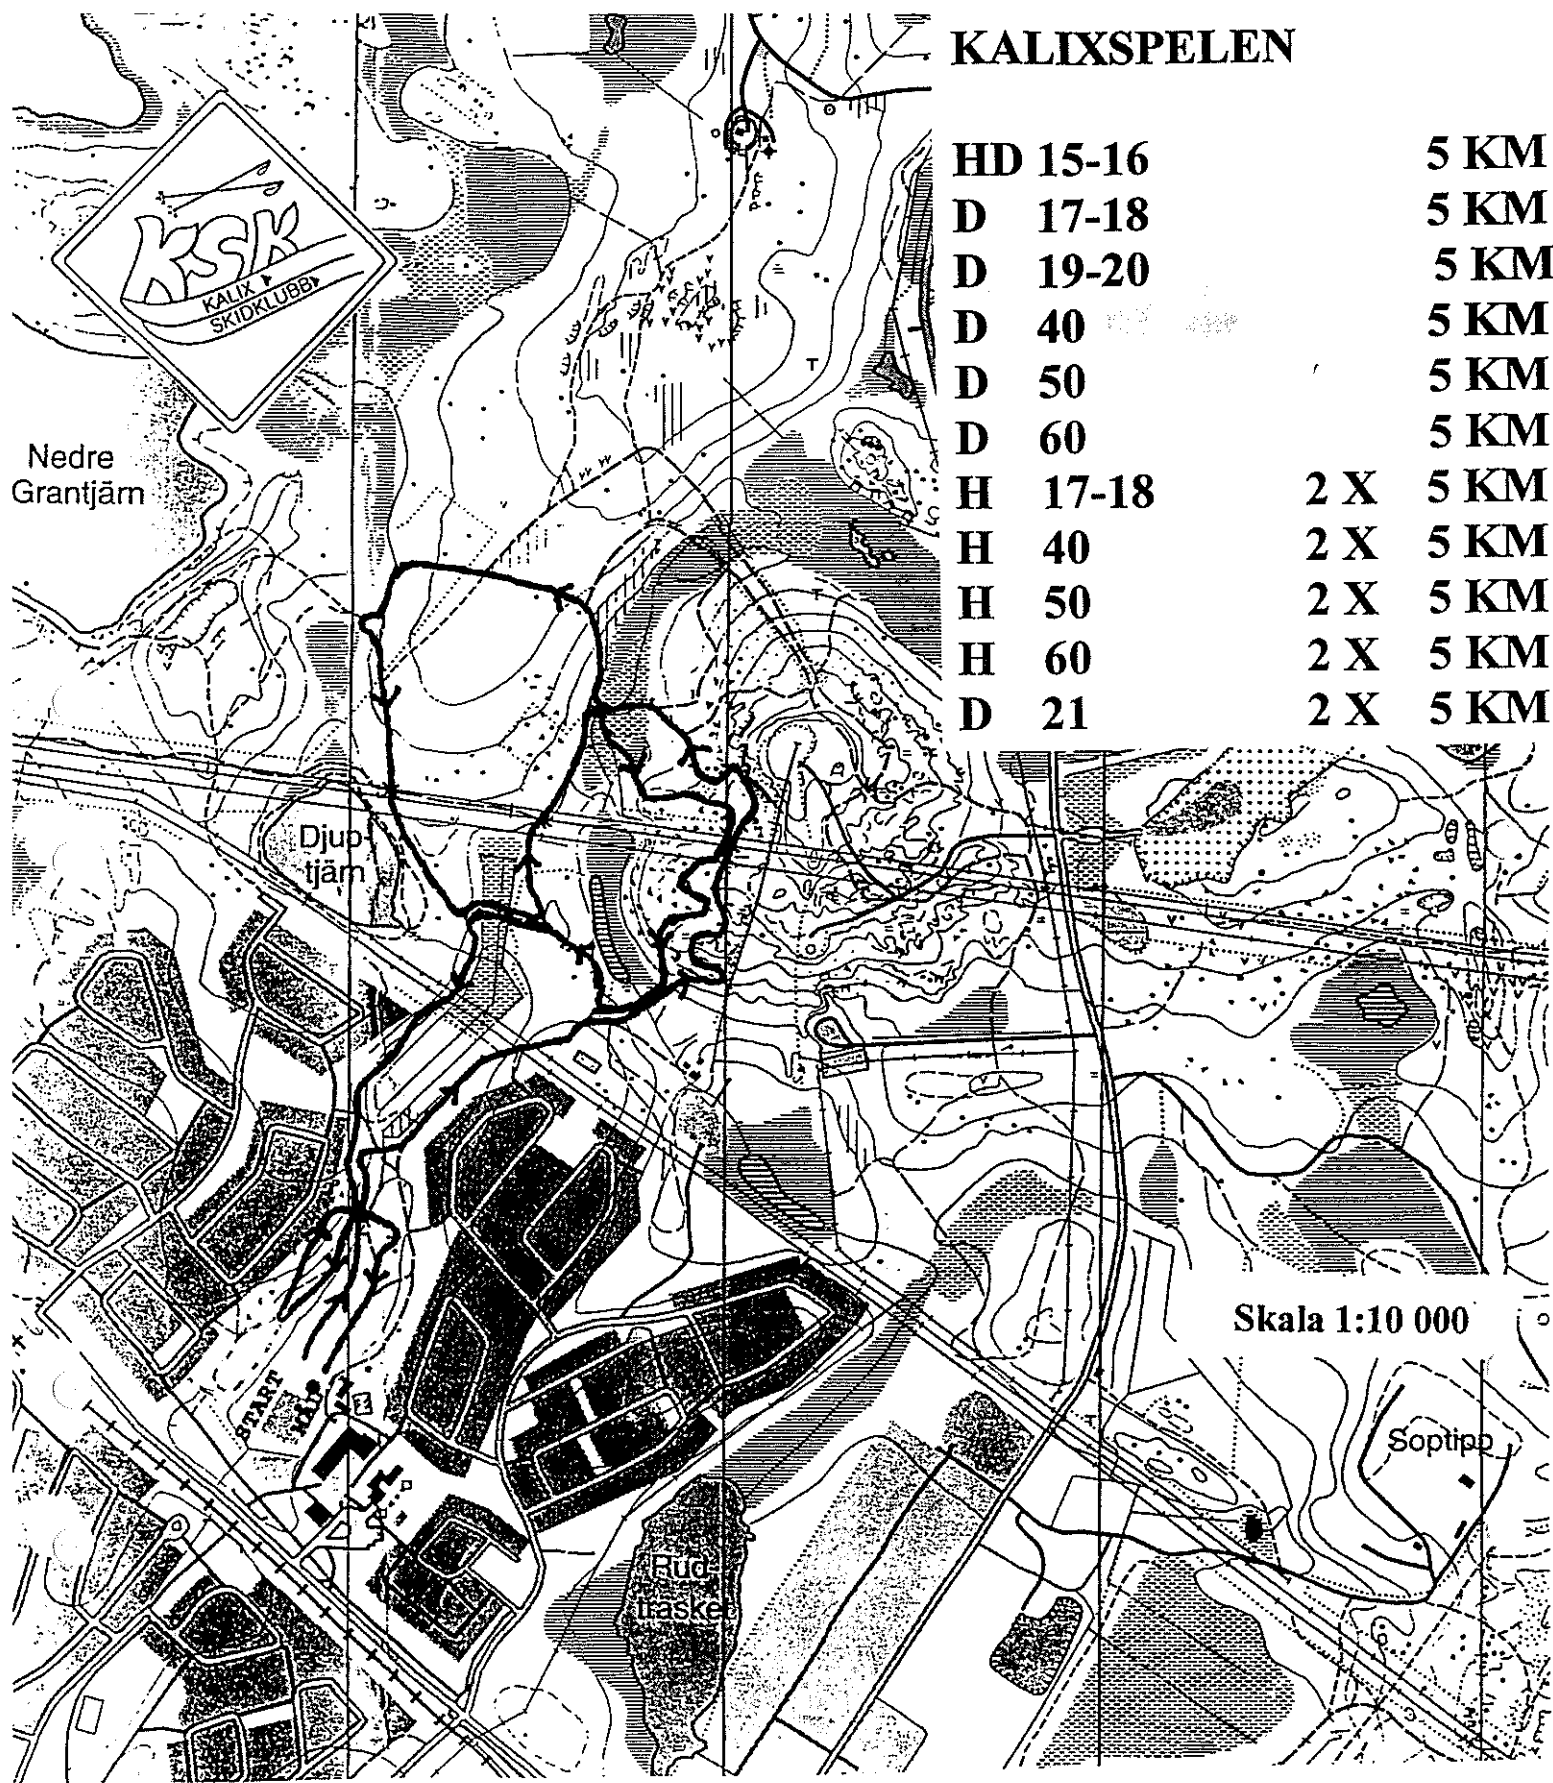 KALIXSPELEN
HD 15-16 5 KM
D 17-18 5 KM
D 19-20 5 KM
D 40 5 KM
D 50 5 KM
D 60 5 KM
H 17-18 2 X 5 KM
H 40 2 X 5 KM
H 50 2 X 5 KM
H 60 2 X 5 KM
D 21 2 X 5 KM
KSK
KALIX
SKIDKLUBB
Nedre
Grantjärn
Djup-
tjärn
Skala 1:10 000
START
MÅL
Soptipp
Rud
träsket